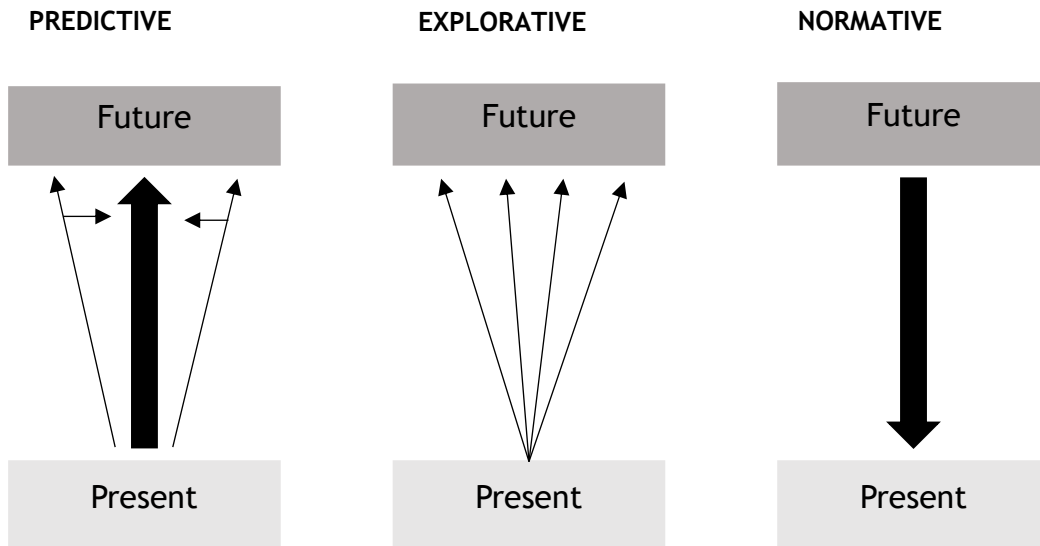 PREDICTIVE
EXPLORATIVE
NORMATIVE
Future
Future
Future
Present
Present
Present